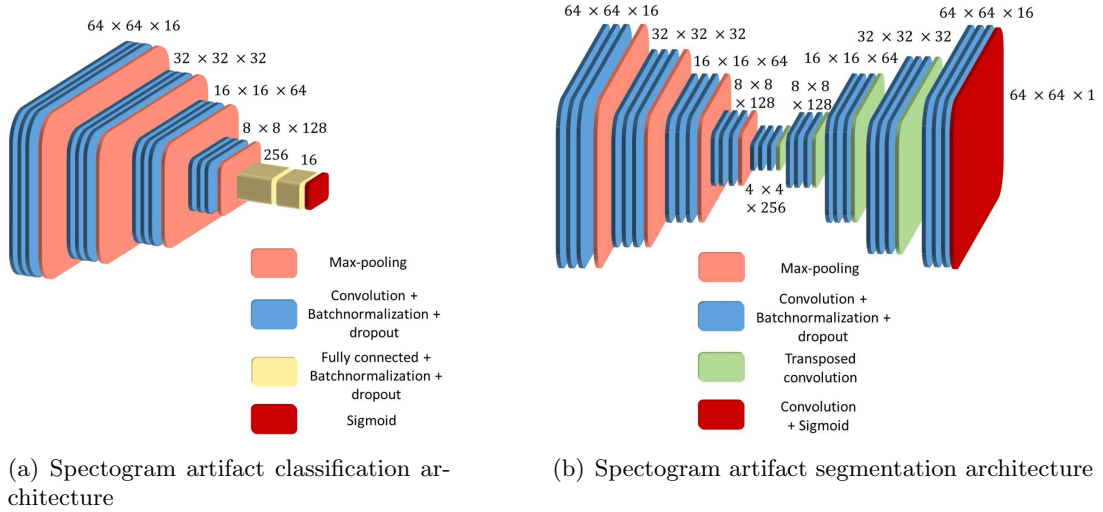 64 × 64 × 16
32 × 32 × 32
16 × 16 × 64
8 × 8 × 128
256
16
Max-pooling
Convolution +
Batchnormalization +
dropout
Fully connected +
Batchnormalization +
dropout
Sigmoid
(a) Spectogram artifact classification ar-
chitecture
64 × 64 × 16
32 × 32 × 32
16 × 16 × 64
8 × 8
× 128
4 × 4
× 256
8 × 8
× 128
16 × 16 × 64
32 × 32 × 32
64 × 64 × 16
64 × 64 × 1
Max-pooling
Convolution +
Batchnormalization +
dropout
Transposed
convolution
Convolution
+ Sigmoid
(b) Spectogram artifact segmentation architecture